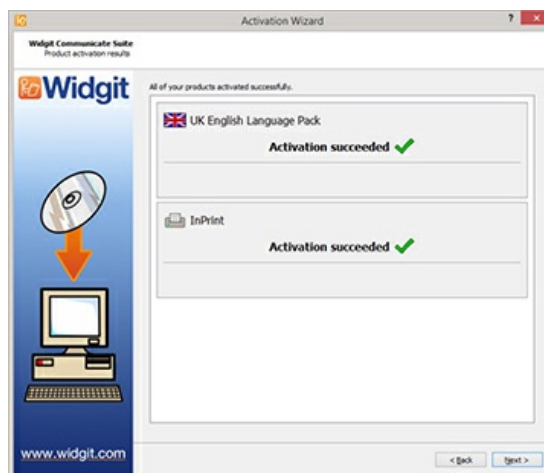 Activation Wizard
?
Widgit Communicate Suite
Product activation results
Widgit
All of your products activated successfully.
UK English Language Pack
Activation succeeded
InPrint
Activation succeeded
www.widgit.com
< Back
Next >